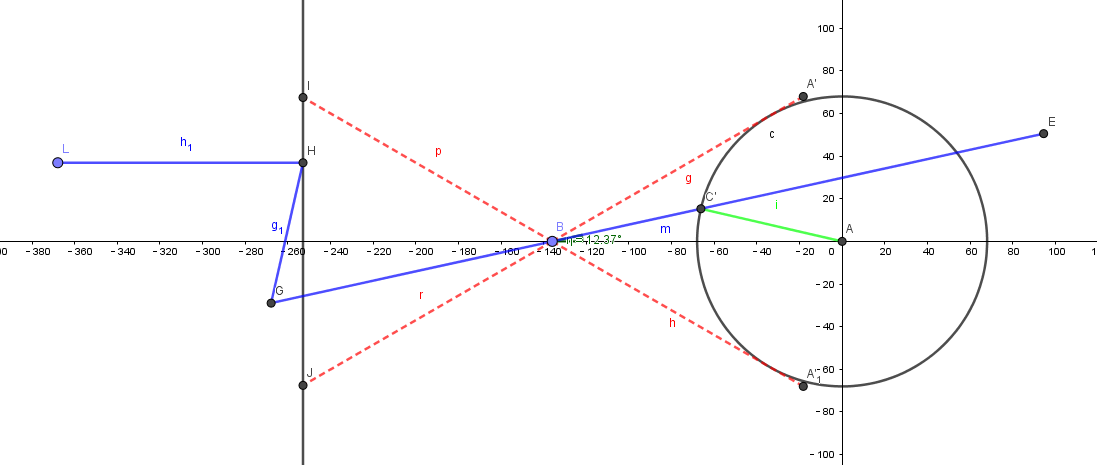 100
I
80
A'
c
E
h₁
L
H
p
60
40
g
C'
20
i
g₁
B
m
A
12.37°
-380 -360 -340 -320 -300 -280 -260 -240 -220 -200 -180 -160 -140 -120 -100 -80 -60 -40 -20 0 20 40 60 80 100
G
-20
r
h
-40
J
A'₁
-60
-80
-100